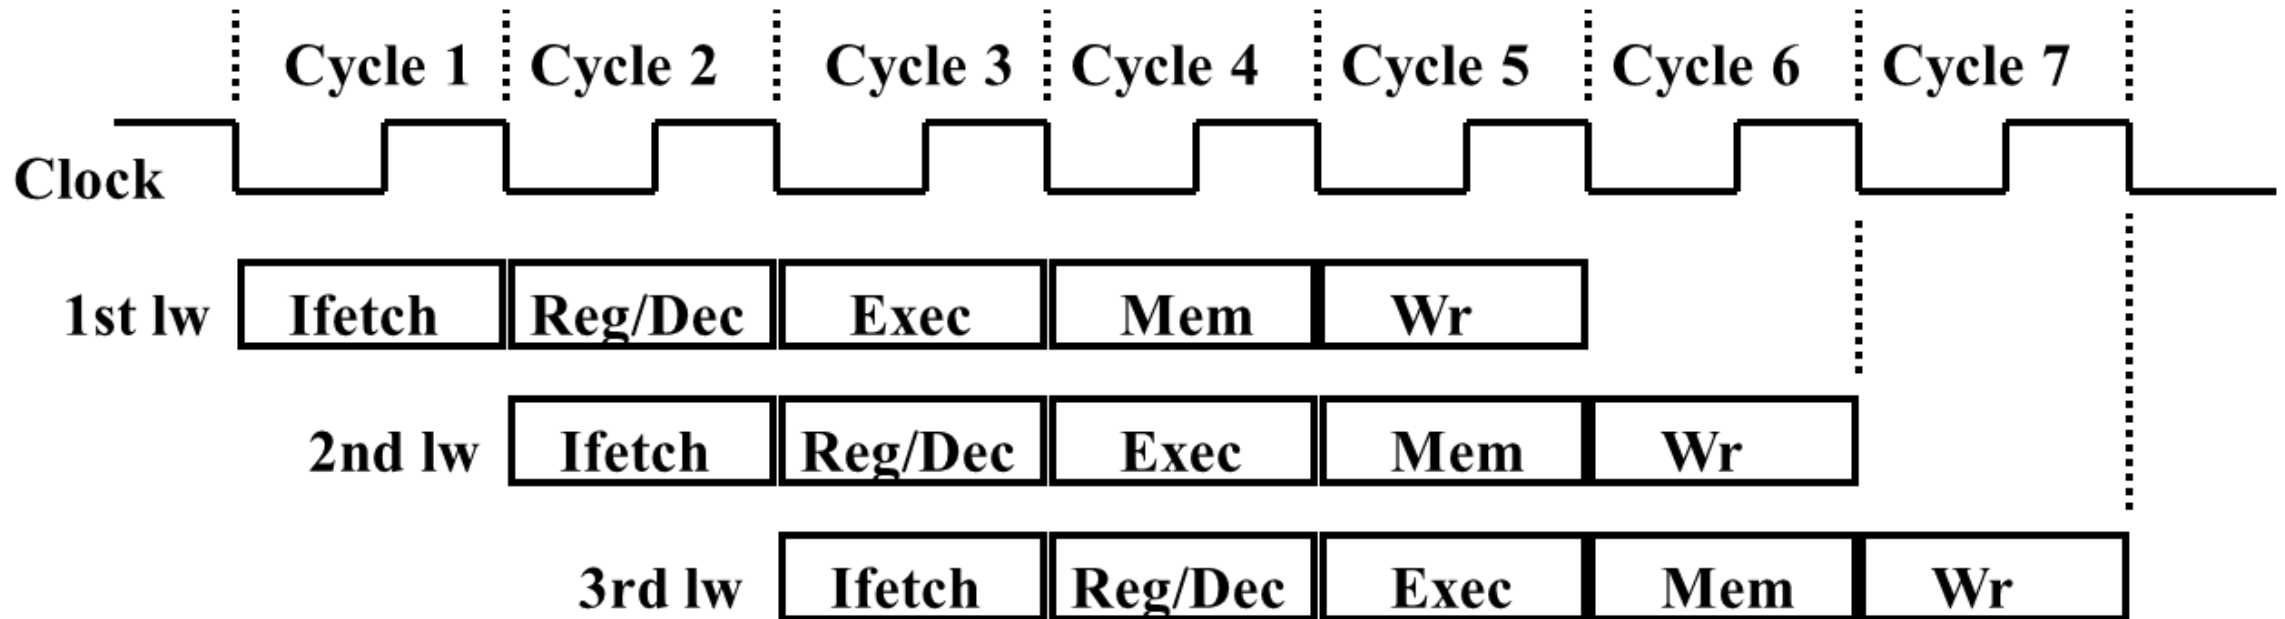 Cycle 1 Cycle 2 Cycle 3 Cycle 4 Cycle 5 Cycle 6 Cycle 7
Clock
1st lw Ifetch Reg/Dec Exec Mem Wr
2nd lw Ifetch Reg/Dec Exec Mem Wr
3rd lw Ifetch Reg/Dec Exec Mem Wr